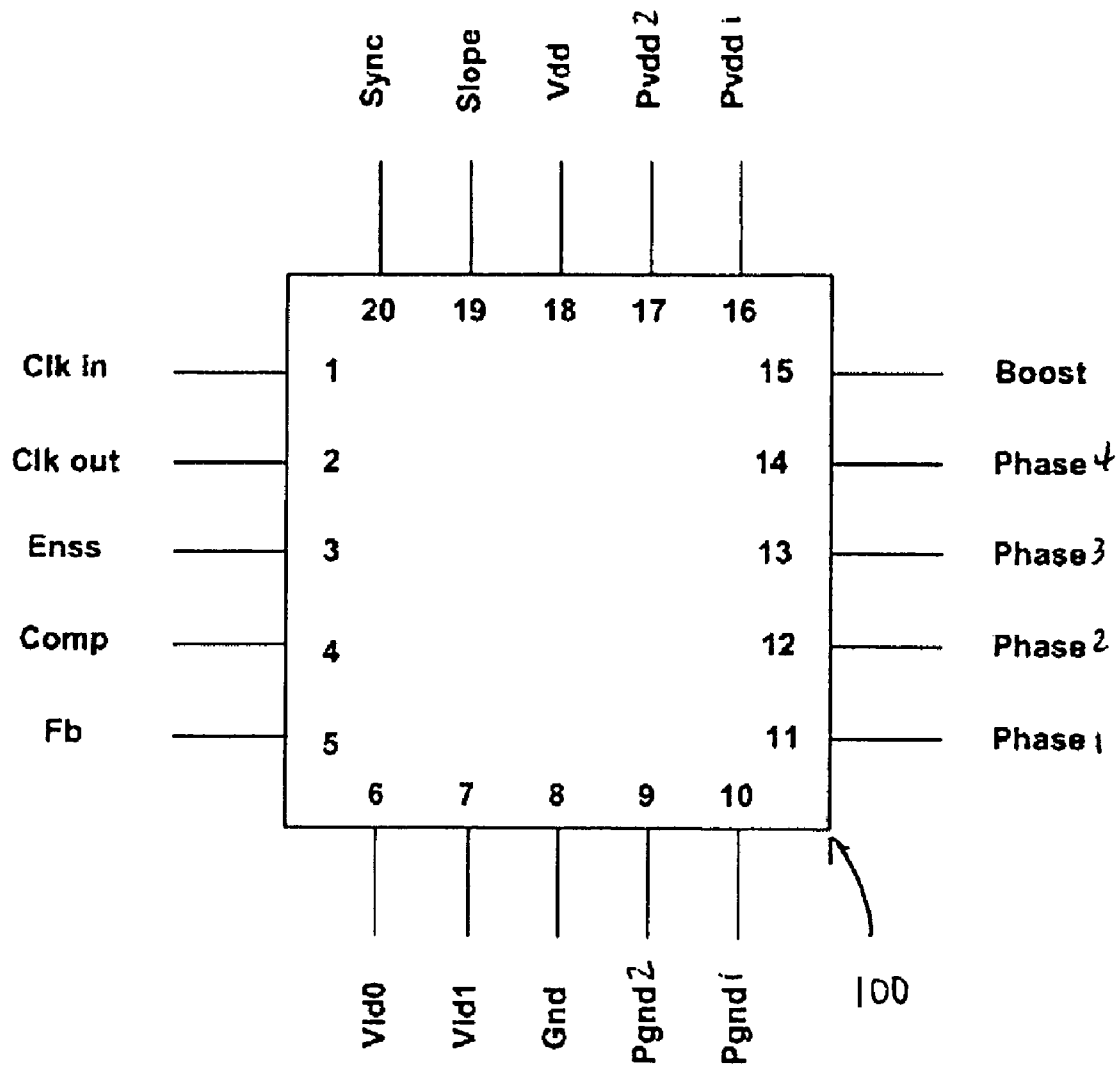 Sync
Slope
Vdd
Pvdd 2
Pvdd 1
20 19 18 17 16
Clk in 1 15 Boost
Clk out 2 14 Phase 4
Enss 3 13 Phase 3
Comp 4 12 Phase 2
Fb 5 11 Phase 1
6 7 8 9 10
Vid0
Vid1
Gnd
Pgnd 2
Pgnd 1
100